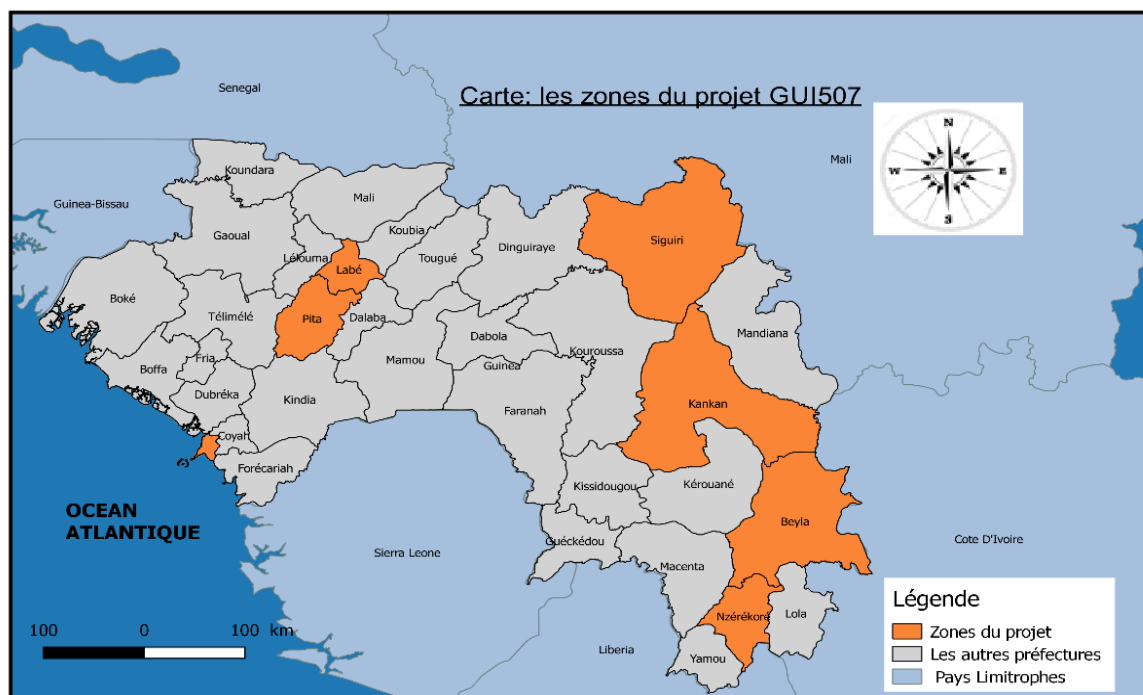 Carte: les zones du projet GUI507
Senegal
Mali
Guinea-Bissau
N
W
E
S
Koundara
Mali
Gaoual
Koubia
Lélouma
Labé
Tougué
Dinguiraye
Siguiri
Boké
Télimélé
Pita
Dalaba
Dabola
Mandiana
Boffa
Fria
Mamou
Guinea
Kouroussa
Dubréka
Kindia
Faranah
Kankan
Coyah
Forécariah
Kissidougou
Kérouané
OCEAN
ATLANTIQUE
Beyla
Sierra Leone
Guéckédou
Macenta
Cote D'Ivoire
Nzérékoré
Lola
Liberia
Yamou
100 0 100 km
Légende
Zones du projet
Les autres préfectures
Pays Limitrophes